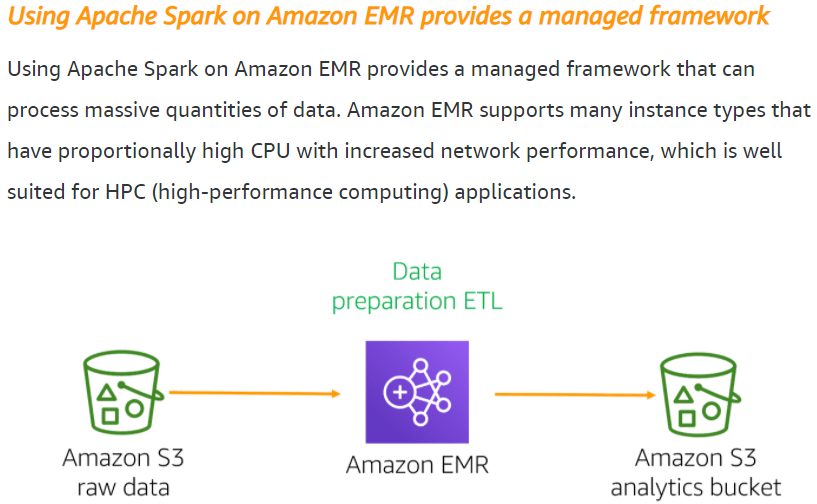 Using Apache Spark on Amazon EMR provides a managed framework
Using Apache Spark on Amazon EMR provides a managed framework that can
process massive quantities of data. Amazon EMR supports many instance types that
have proportionally high CPU with increased network performance, which is well
suited for HPC (high-performance computing) applications.
Data
preparation ETL
Amazon S3
raw data
Amazon EMR
Amazon S3
analytics bucket